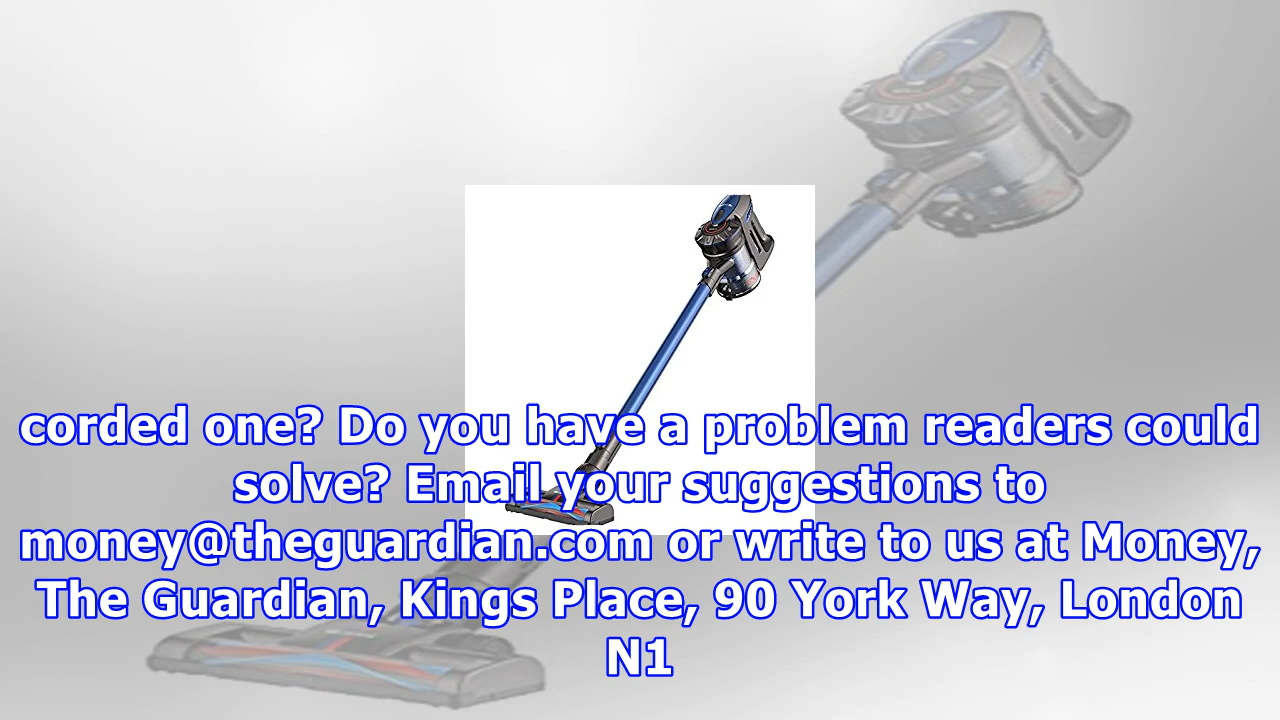 corded one? Do you have a problem readers could
solve? Email your suggestions to
money@theguardian.com or write to us at Money,
The Guardian, Kings Place, 90 York Way, London
N1